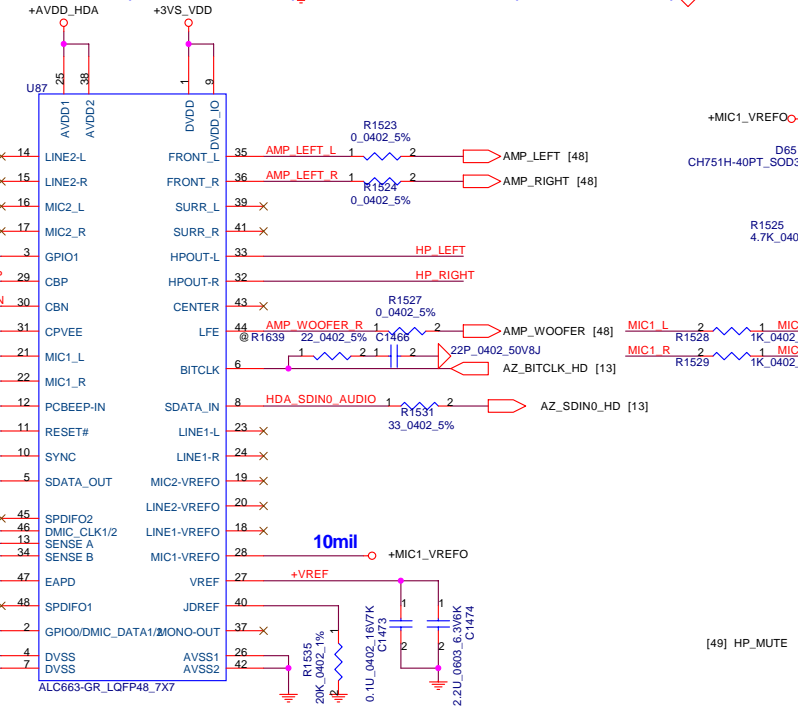 +AVDD_HDA
+3VS_VDD
25
38
1
9
U87
AVDD1
AVDD2
DVDD
DVDD_IO
+MIC1_VREFO
D65
CH751H-40PT_SOD3
R1525
4.7K_040
14 LINE2-L FRONT_L 35 AMP_LEFT_L 1 R1523 0_0402_5% 2 AMP_LEFT [48]
15 LINE2-R FRONT_R 36 AMP_LEFT_R 1 R1524 0_0402_5% 2 AMP_RIGHT [48]
16 MIC2_L SURR_L 39
17 MIC2_R SURR_R 41
3 GPIO1 HPOUT-L 33 HP_LEFT
29 CBP HPOUT-R 32 HP_RIGHT
30 CBN CENTER 43
31 CPVEE LFE 44 AMP_WOOFER_R 1 R1527 0_0402_5% 2 AMP_WOOFER [48]
MIC1_L 2 R1528 1 1K_0402_ MIC
@R1639 22_0402_5% 1 2 C1466 1 2 22P_0402_50V8J
21 MIC1_L
MIC1_R 2 R1529 1 1K_0402_ MIC
BITCLK 6 AZ_BITCLK_HD [13]
22 MIC1_R
12 PCBEEP-IN SDATA_IN 8 HDA_SDIN0_AUDIO 1 R1531 33_0402_5% 2 AZ_SDIN0_HD [13]
11 RESET# LINE1-L 23
10 SYNC LINE1-R 24
5 SDATA_OUT MIC2-VREFO 19
LINE2-VREFO 20
45 SPDIFO2
46 DMIC_CLK1/2 LINE1-VREFO 18
13 SENSE A
34 SENSE B MIC1-VREFO 28 10mil +MIC1_VREFO
47 EAPD VREF 27 +VREF
48 SPDIFO1 JDREF 40
2 GPIO0/DMIC_DATA1/2 MONO-OUT 37
4 DVSS AVSS1 26
7 DVSS AVSS2 42
ALC663-GR_LQFP48_7X7
1
R1535
20K_0402_1%
2
1
0.1U_0402_16V7K
C1473
2
1
2.2U_0603_6.3V6K
C1474
2
[49] HP_MUTE